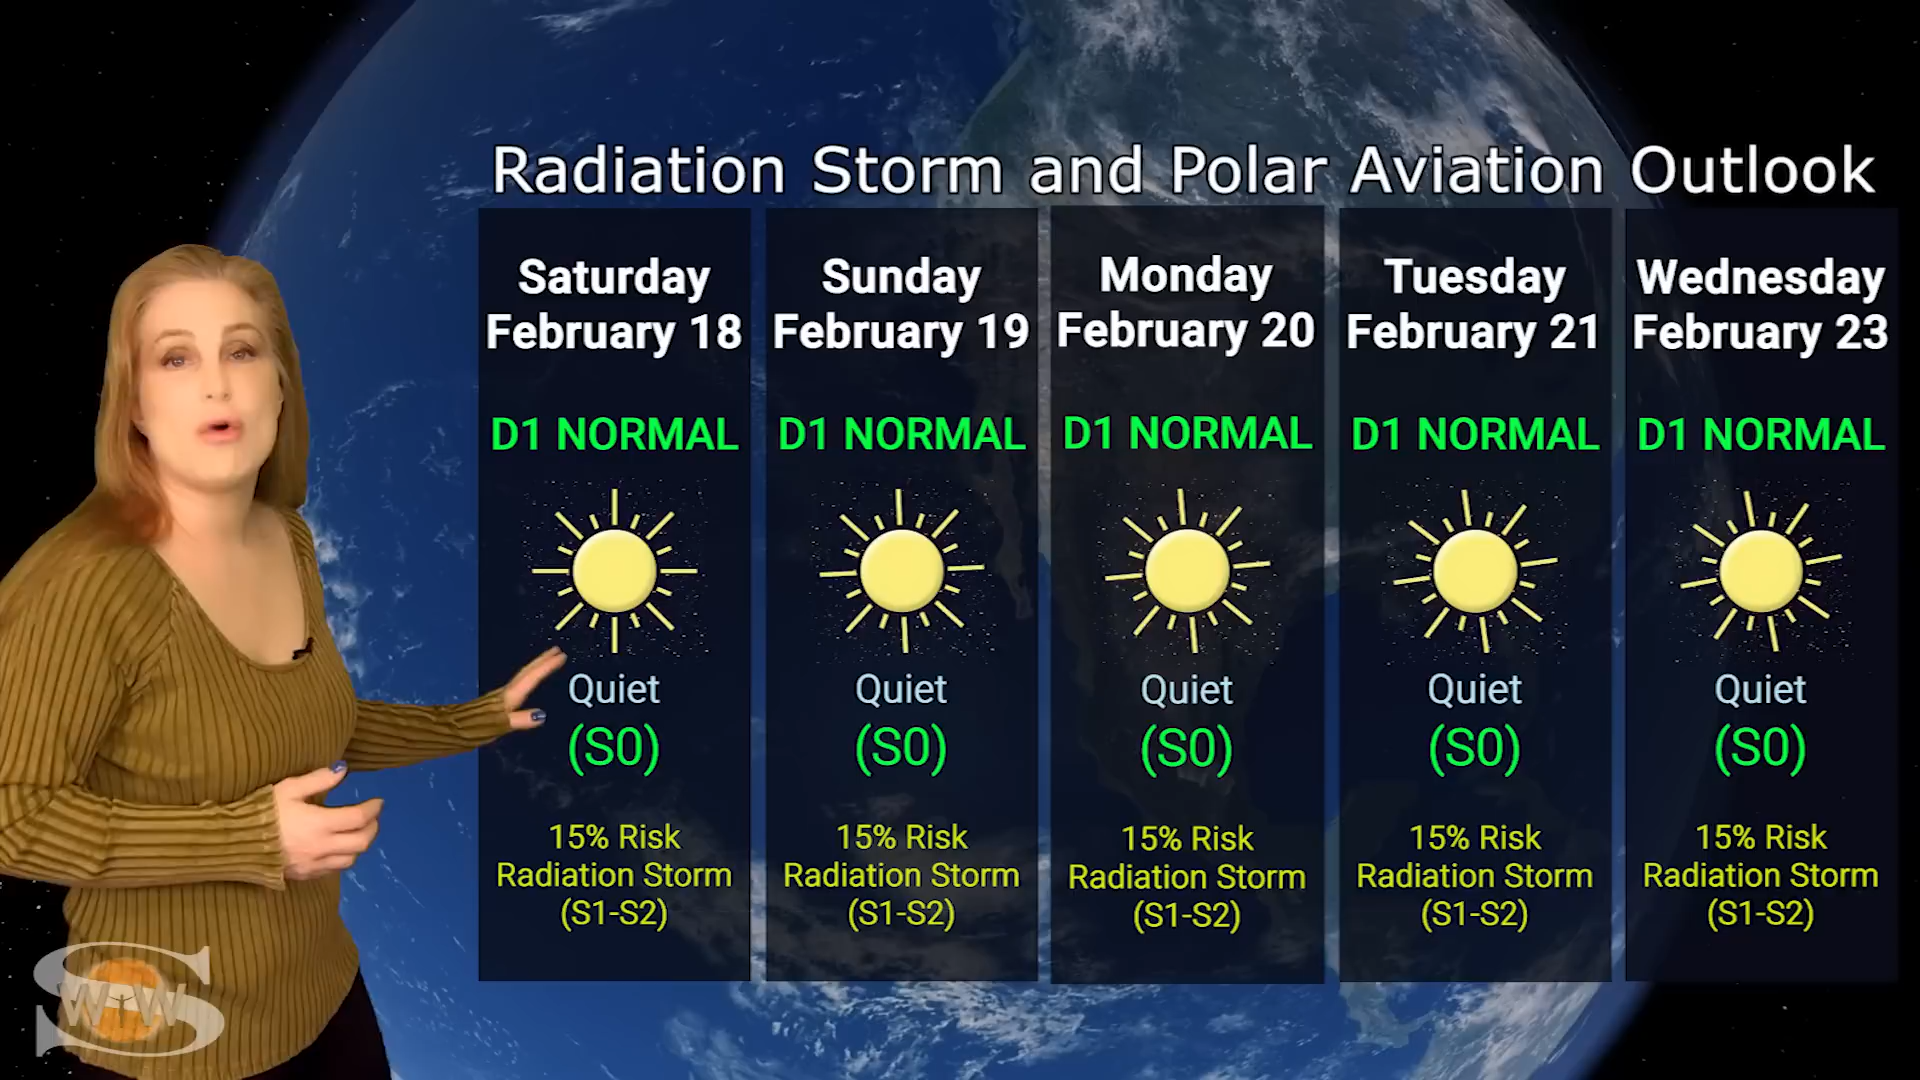 Radiation Storm and Polar Aviation Outlook
Saturday
February 18
D1 NORMAL
Quiet
(S0)
15% Risk
Radiation Storm
(S1-S2)
Sunday
February 19
D1 NORMAL
Quiet
(S0)
15% Risk
Radiation Storm
(S1-S2)
Monday
February 20
D1 NORMAL
Quiet
(S0)
15% Risk
Radiation Storm
(S1-S2)
Tuesday
February 21
D1 NORMAL
Quiet
(S0)
15% Risk
Radiation Storm
(S1-S2)
Wednesday
February 23
D1 NORMAL
Quiet
(S0)
15% Risk
Radiation Storm
(S1-S2)
S
WTW